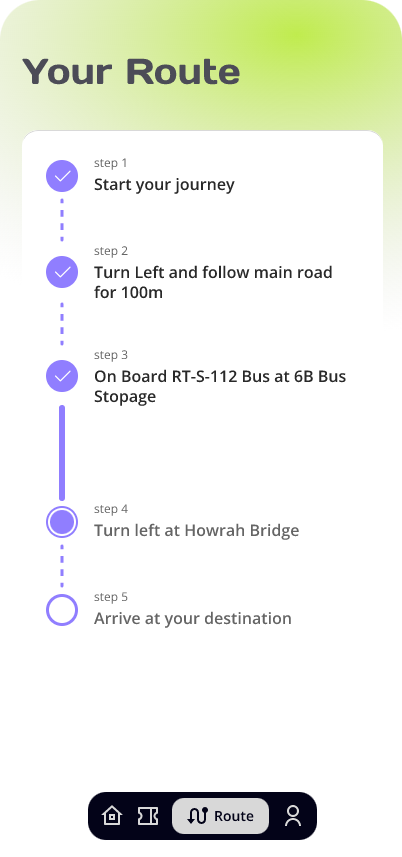 Your Route
step 1
Start your journey
step 2
Turn Left and follow main road
for 100m
step 3
On Board RT-S-112 Bus at 6B Bus
Stopage
step 4
Turn left at Howrah Bridge
step 5
Arrive at your destination
Route